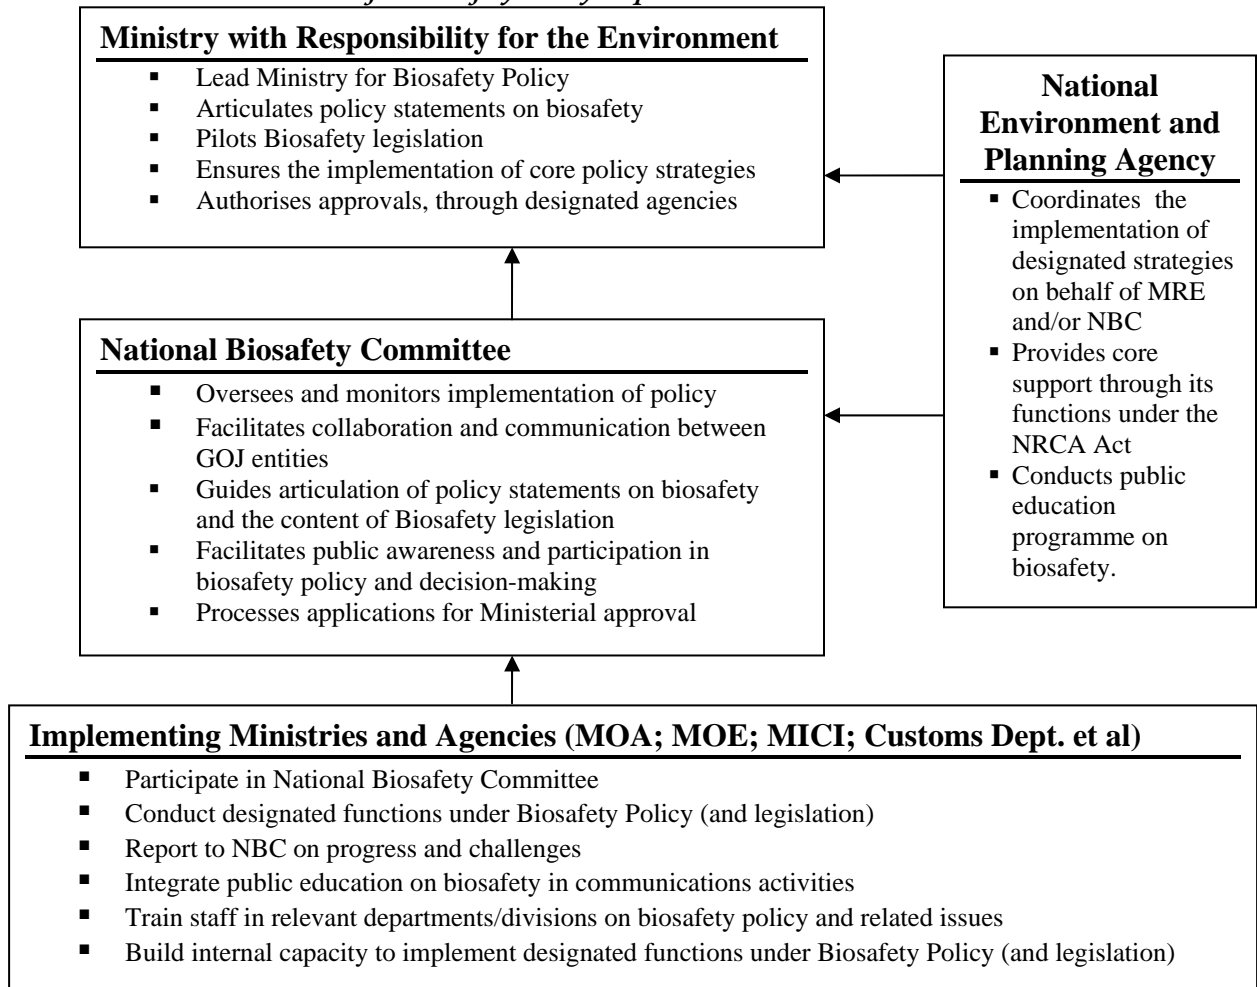 Ministry with Responsibility for the Environment
▪ Lead Ministry for Biosafety Policy
▪ Articulates policy statements on biosafety
▪ Pilots Biosafety legislation
▪ Ensures the implementation of core policy strategies
▪ Authorises approvals, through designated agencies
National
Environment and
Planning Agency
▪ Coordinates the
implementation of
designated strategies
on behalf of MRE
and/or NBC
▪ Provides core
support through its
functions under the
NRCA Act
▪ Conducts public
education
programme on
biosafety.
National Biosafety Committee
▪ Oversees and monitors implementation of policy
▪ Facilitates collaboration and communication between
GOJ entities
▪ Guides articulation of policy statements on biosafety
and the content of Biosafety legislation
▪ Facilitates public awareness and participation in
biosafety policy and decision-making
▪ Processes applications for Ministerial approval
Implementing Ministries and Agencies (MOA; MOE; MICI; Customs Dept. et al)
▪ Participate in National Biosafety Committee
▪ Conduct designated functions under Biosafety Policy (and legislation)
▪ Report to NBC on progress and challenges
▪ Integrate public education on biosafety in communications activities
▪ Train staff in relevant departments/divisions on biosafety policy and related issues
▪ Build internal capacity to implement designated functions under Biosafety Policy (and legislation)